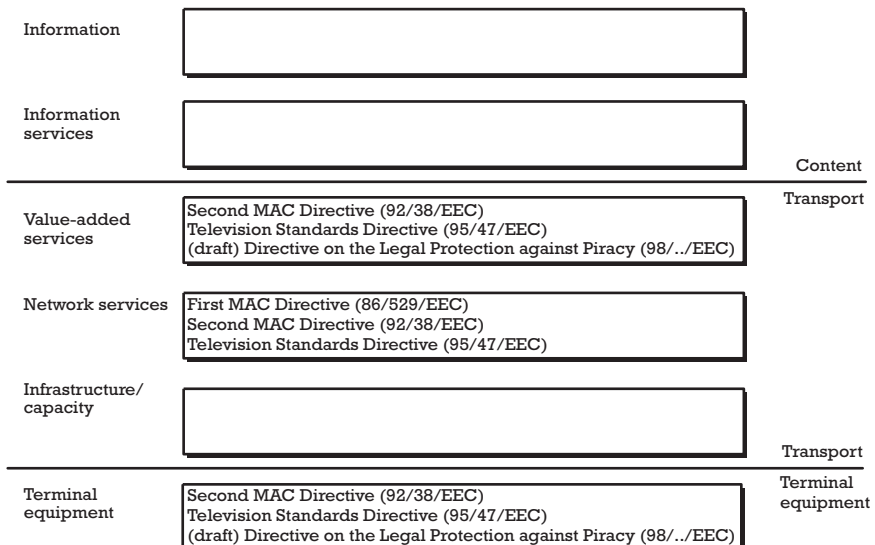 Information
Information
services
Content
Transport
Value-added
services
Second MAC Directive (92/38/EEC)
Television Standards Directive (95/47/EEC)
(draft) Directive on the Legal Protection against Piracy (98/../EEC)
Network services
First MAC Directive (86/529/EEC)
Second MAC Directive (92/38/EEC)
Television Standards Directive (95/47/EEC)
Infrastructure/
capacity
Transport
Terminal
equipment
Terminal
equipment
Second MAC Directive (92/38/EEC)
Television Standards Directive (95/47/EEC)
(draft) Directive on the Legal Protection against Piracy (98/../EEC)